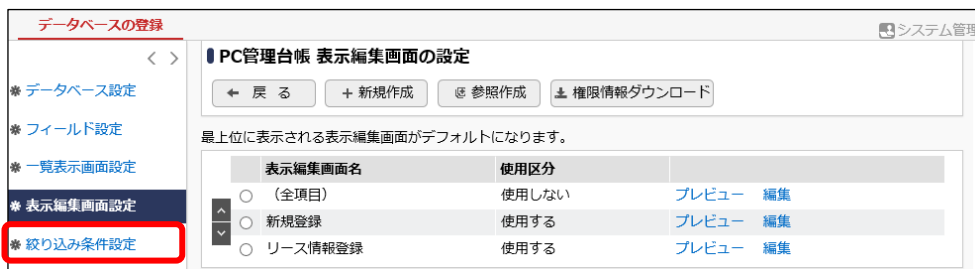 データベースの登録
システム管理
< >
※ データベース設定
※ フィールド設定
※ 一覧表示画面設定
※ 表示編集画面設定
※ 絞り込み条件設定
PC管理台帳 表示編集画面の設定
戻 る ＋新規作成 参照作成 権限情報ダウンロード
最上位に表示される表示編集画面がデフォルトになります。
表示編集画面名 使用区分
（全項目） 使用しない プレビュー 編集
新規登録 使用する プレビュー 編集
リース情報登録 使用する プレビュー 編集